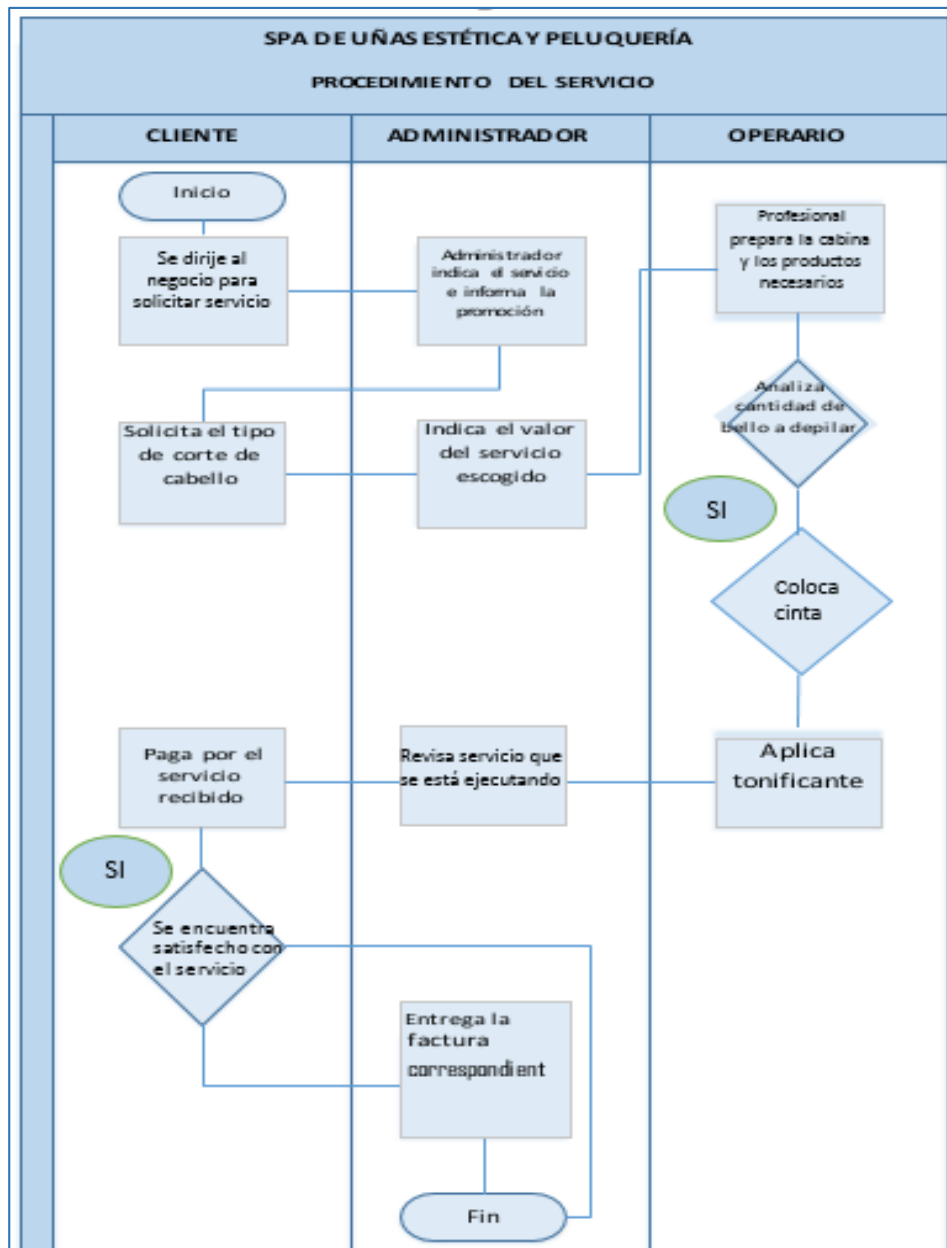 SPA DE UÑAS ESTÉTICA Y PELUQUERÍA
PROCEDIMIENTO DEL SERVICIO
CLIENTE
ADMINISTRADOR
OPERARIO
Inicio
Se dirije al
negocio para
solicitar servicio
Administrador
indica el servicio
e informa la
promoción
Profesional
prepara la cabina
y los productos
necesarios
Solicita el tipo
de corte de
cabello
Indica el valor
del servicio
escogido
Analiza
cantidad de
bello a depilar
SI
Coloca
cinta
Paga por el
servicio
recibido
Revisa servicio que
se está ejecutando
Aplica
tonificante
SI
Se encuentra
satisfecho con
el servicio
Entrega la
factura
correspondient
Fin